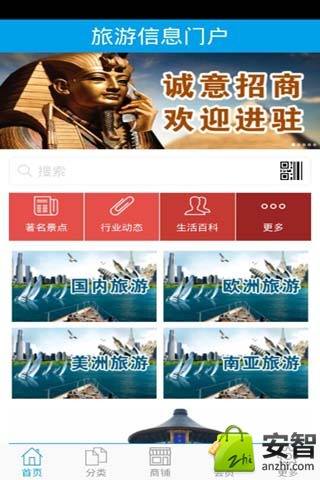 旅游信息门户
诚意招商
欢迎进驻
搜索
著名景点
行业动态
生活百科
更多
国内旅游
欧洲旅游
美洲旅游
南亚旅游
安智
zhi
anzhi.com
首页
分类
商铺
会员
更多